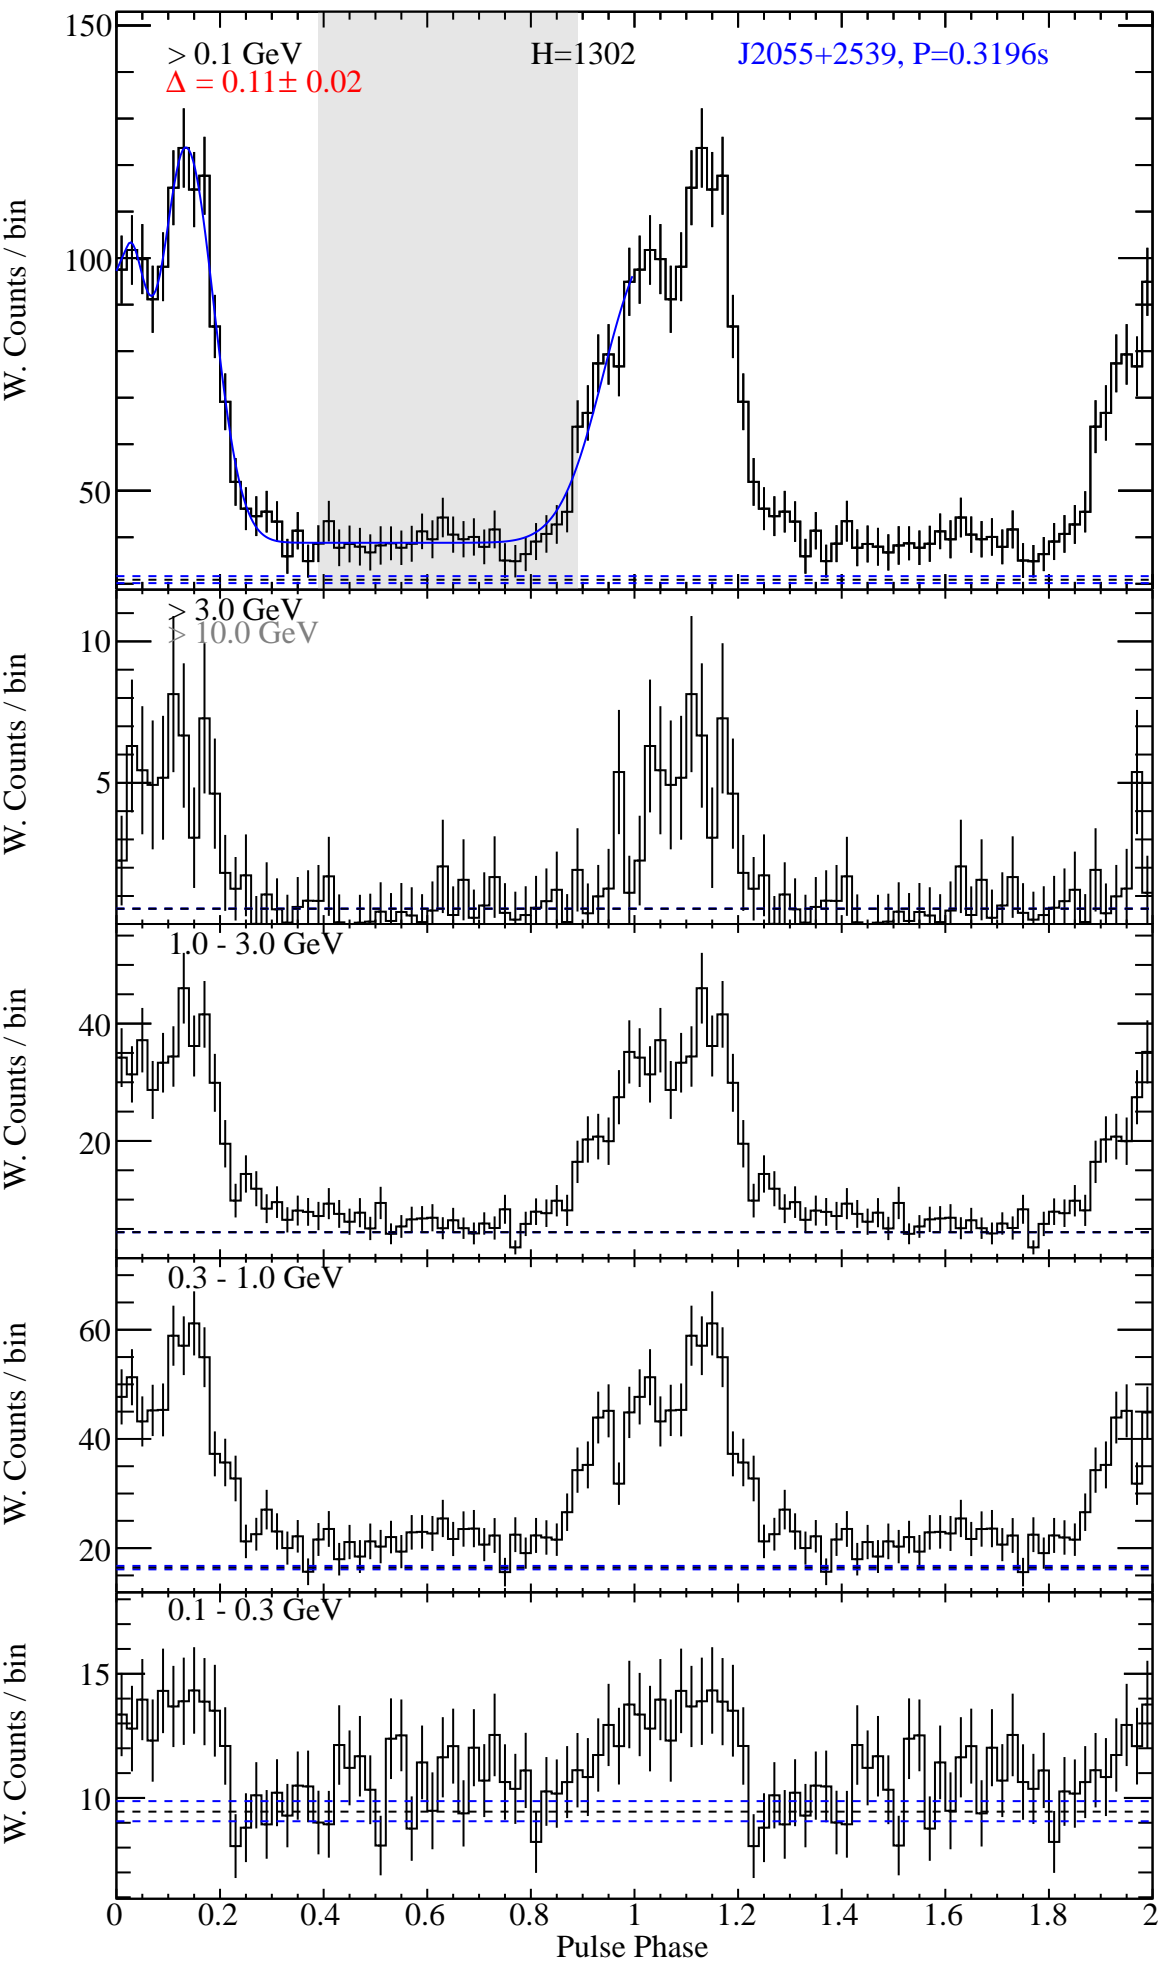 > 0.1 GeV H=1302 J2055+2539, P=0.3196s
Δ = 0.11± 0.02
150
100
50
W. Counts / bin
> 3.0 GeV
> 10.0 GeV
10
5
W. Counts / bin
1.0 - 3.0 GeV
40
20
W. Counts / bin
0.3 - 1.0 GeV
60
40
20
W. Counts / bin
0.1 - 0.3 GeV
15
10
W. Counts / bin
0 0.2 0.4 0.6 0.8 1 1.2 1.4 1.6 1.8 2
Pulse Phase